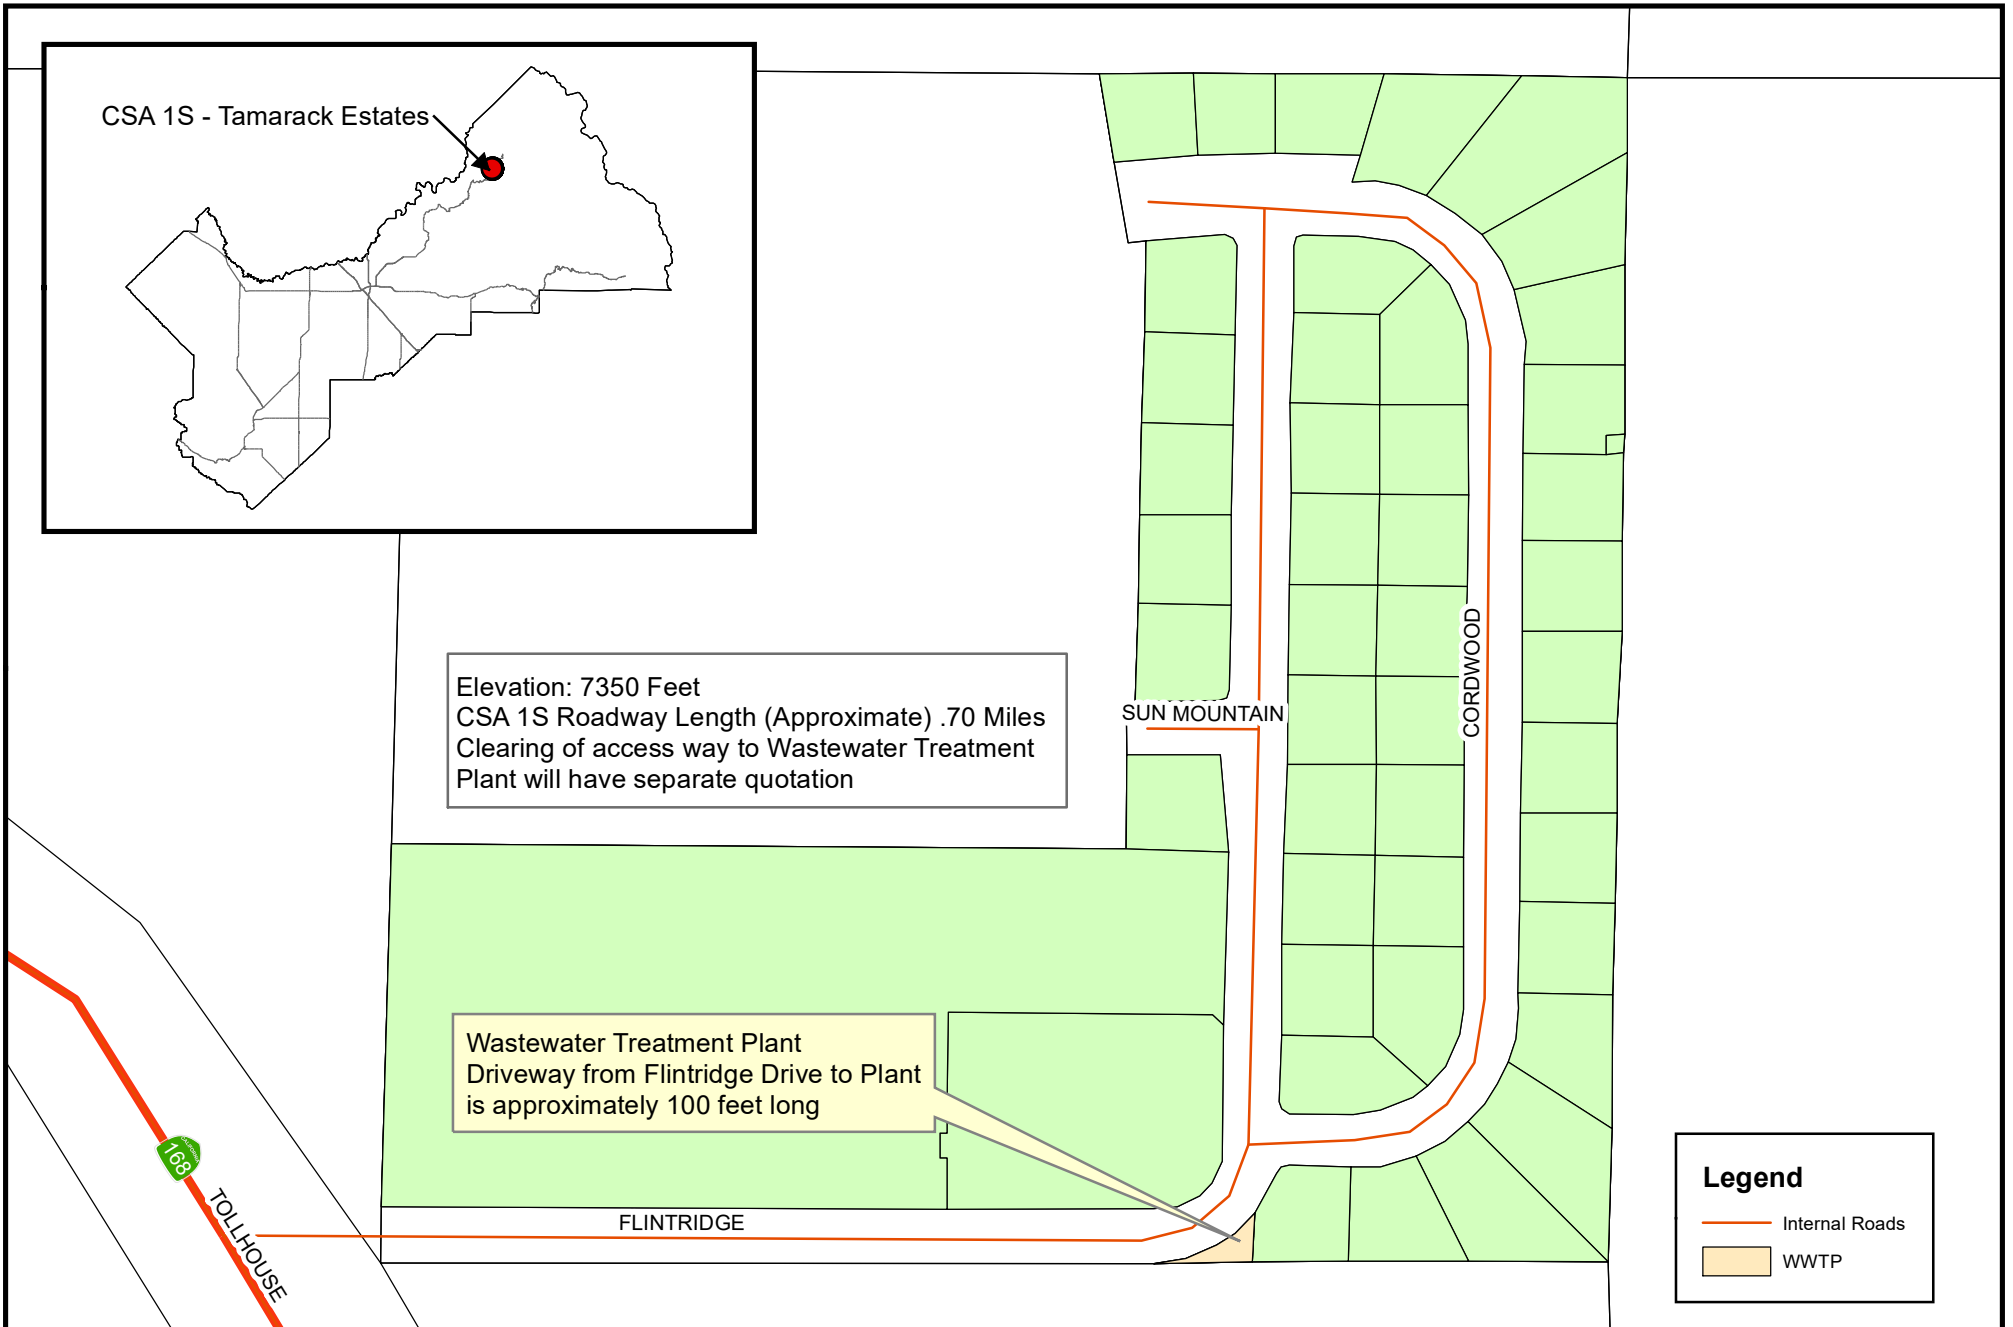 CSA 1S - Tamarack Estates
Elevation: 7350 Feet
CSA 1S Roadway Length (Approximate) .70 Miles
Clearing of access way to Wastewater Treatment
Plant will have separate quotation
SUN MOUNTAIN
CORDWOOD
Wastewater Treatment Plant
Driveway from Flintridge Drive to Plant
is approximately 100 feet long
FLINTRIDGE
CALIFORNIA
168
TOLLHOUSE
Legend
Internal Roads
WWTP